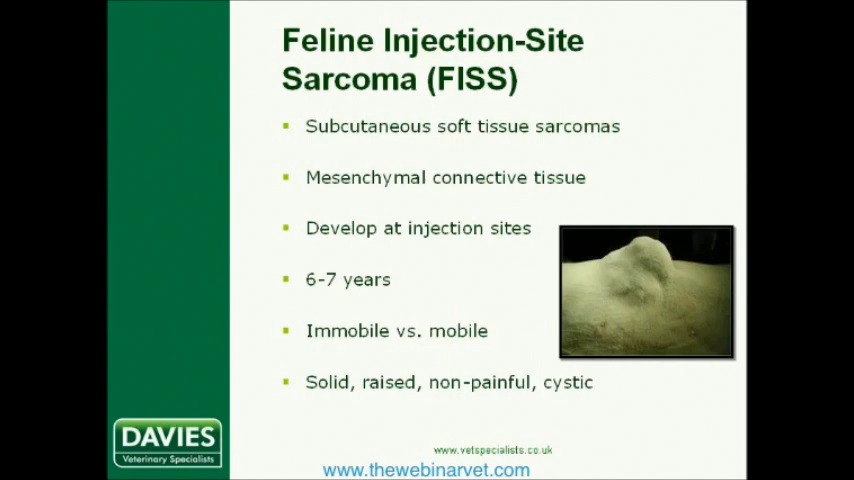 Feline Injection-Site
Sarcoma (FISS)
Subcutaneous soft tissue sarcomas
Mesenchymal connective tissue
Develop at injection sites
6-7 years
Immobile vs. mobile
Solid, raised, non-painful, cystic
DAVIES
Veterinary Specialists
www.vetspecialists.co.uk
www.thewebinarvet.com